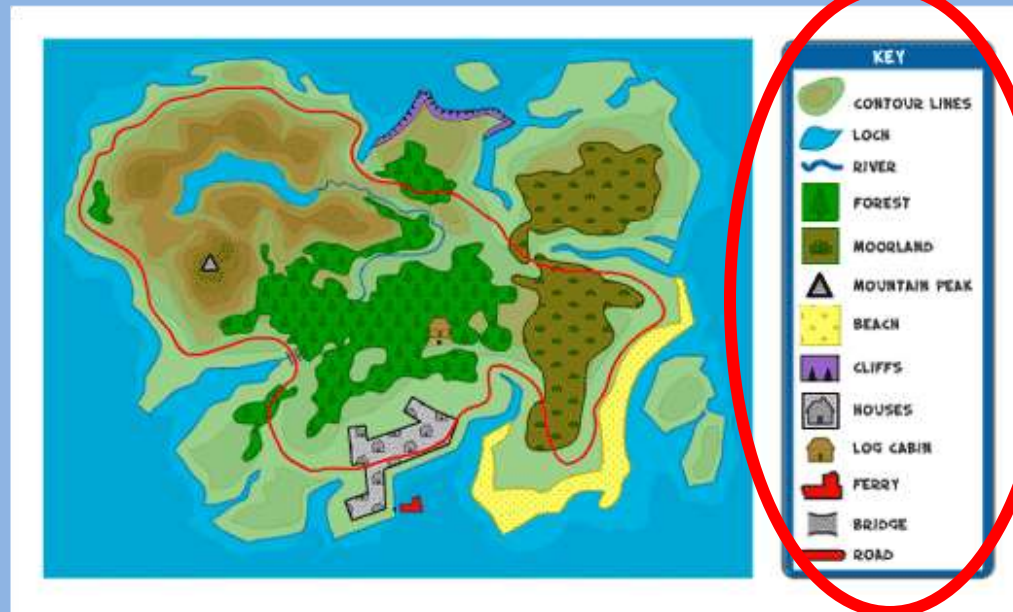 KEY
CONTOUR LINES
LOCH
RIVER
FOREST
MOORLAND
MOUNTAIN PEAK
BEACH
CLIFFS
HOUSES
LOG CABIN
FERRY
BRIDGE
ROAD